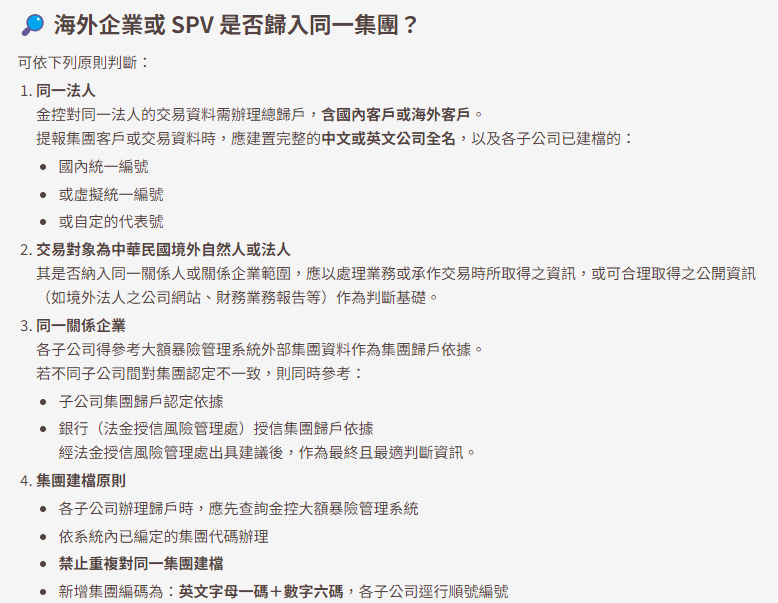 🔎 海外企業或 SPV 是否歸入同一集團？
可依下列原則判斷：
1. 同一法人
金控對同一法人的交易資料需辦理總歸戶，含國內客戶或海外客戶。
提報集團客戶或交易資料時，應建置完整的中文或英文公司全名，以及各子公司已建檔的：
• 國內統一編號
• 或虛擬統一編號
• 或自定的代表號
2. 交易對象為中華民國境外自然人或法人
其是否納入同一關係人或關係企業範圍，應以處理業務或承作交易時所取得之資訊，或可合理取得之公開資訊
（如境外法人之公司網站、財務業務報告等）作為判斷基礎。
3. 同一關係企業
各子公司得參考大額暴險管理系統外部集團資料作為集團歸戶依據。
若不同子公司間對集團認定不一致，則同時參考：
• 子公司集團歸戶認定依據
• 銀行（法金授信風險管理處）授信集團歸戶依據
經法金授信風險管理處出具建議後，作為最終且最適判斷資訊。
4. 集團建檔原則
• 各子公司辦理歸戶時，應先查詢金控大額暴險管理系統
• 依系統內已編定的集團代碼辦理
• 禁止重複對同一集團建檔
• 新增集團編碼為：英文字母一碼＋數字六碼，各子公司逕行順號編號